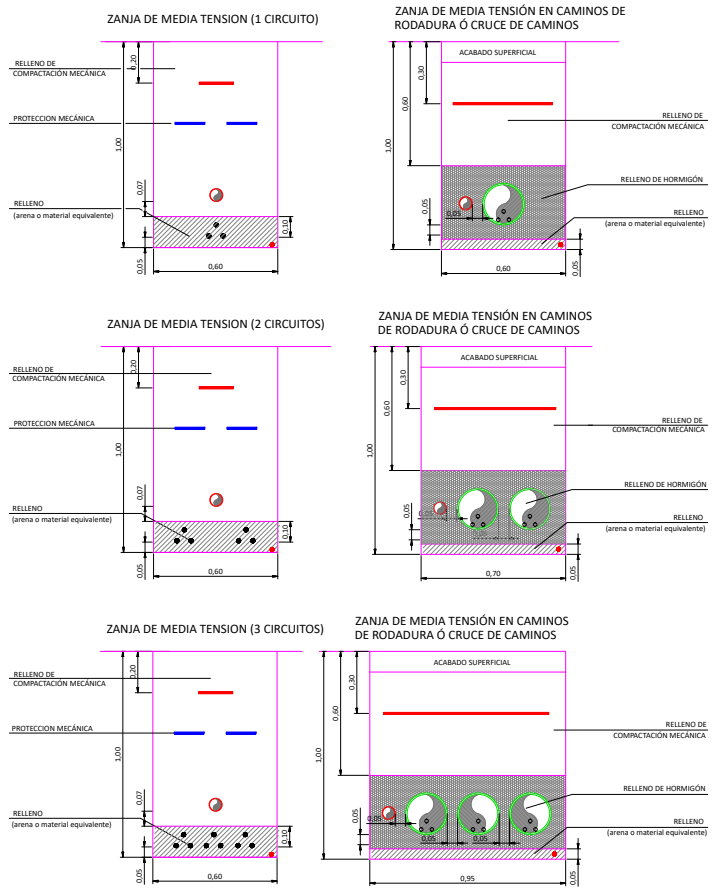 ZANJA DE MEDIA TENSION (1 CIRCUITO)
0,20
RELLENO DE
COMPACTACIÓN MECÁNICA
PROTECCION MECÁNICA
1,00
0,07
RELLENO
(arena o material equivalente)
0,10
0,05
0,60
ZANJA DE MEDIA TENSIÓN EN CAMINOS DE
RODADURA Ó CRUCE DE CAMINOS
ACABADO SUPERFICIAL
0,30
0,60
RELLENO DE
COMPACTACIÓN MECÁNICA
1,00
RELLENO DE HORMIGÓN
0,05
0,05
RELLENO
(arena o material equivalente)
0,05
0,60
ZANJA DE MEDIA TENSION (2 CIRCUITOS)
0,20
RELLENO DE
COMPACTACIÓN MECÁNICA
PROTECCION MECÁNICA
1,00
0,07
RELLENO
(arena o material equivalente)
0,10
0,05
0,60
ZANJA DE MEDIA TENSIÓN EN CAMINOS
DE RODADURA Ó CRUCE DE CAMINOS
ACABADO SUPERFICIAL
0,30
0,60
RELLENO DE
COMPACTACIÓN MECÁNICA
1,00
RELLENO DE HORMIGÓN
0,05
0,05
0,05
RELLENO
(arena o material equivalente)
0,05
0,70
ZANJA DE MEDIA TENSION (3 CIRCUITOS)
0,20
RELLENO DE
COMPACTACIÓN MECÁNICA
PROTECCION MECÁNICA
1,00
0,07
RELLENO
(arena o material equivalente)
0,10
0,05
0,60
ZANJA DE MEDIA TENSIÓN EN CAMINOS
DE RODADURA Ó CRUCE DE CAMINOS
ACABADO SUPERFICIAL
0,30
0,60
RELLENO DE
COMPACTACIÓN MECÁNICA
1,00
RELLENO DE HORMIGÓN
0,05
0,05
0,05
0,05
RELLENO
(arena o material equivalente)
0,05
0,95